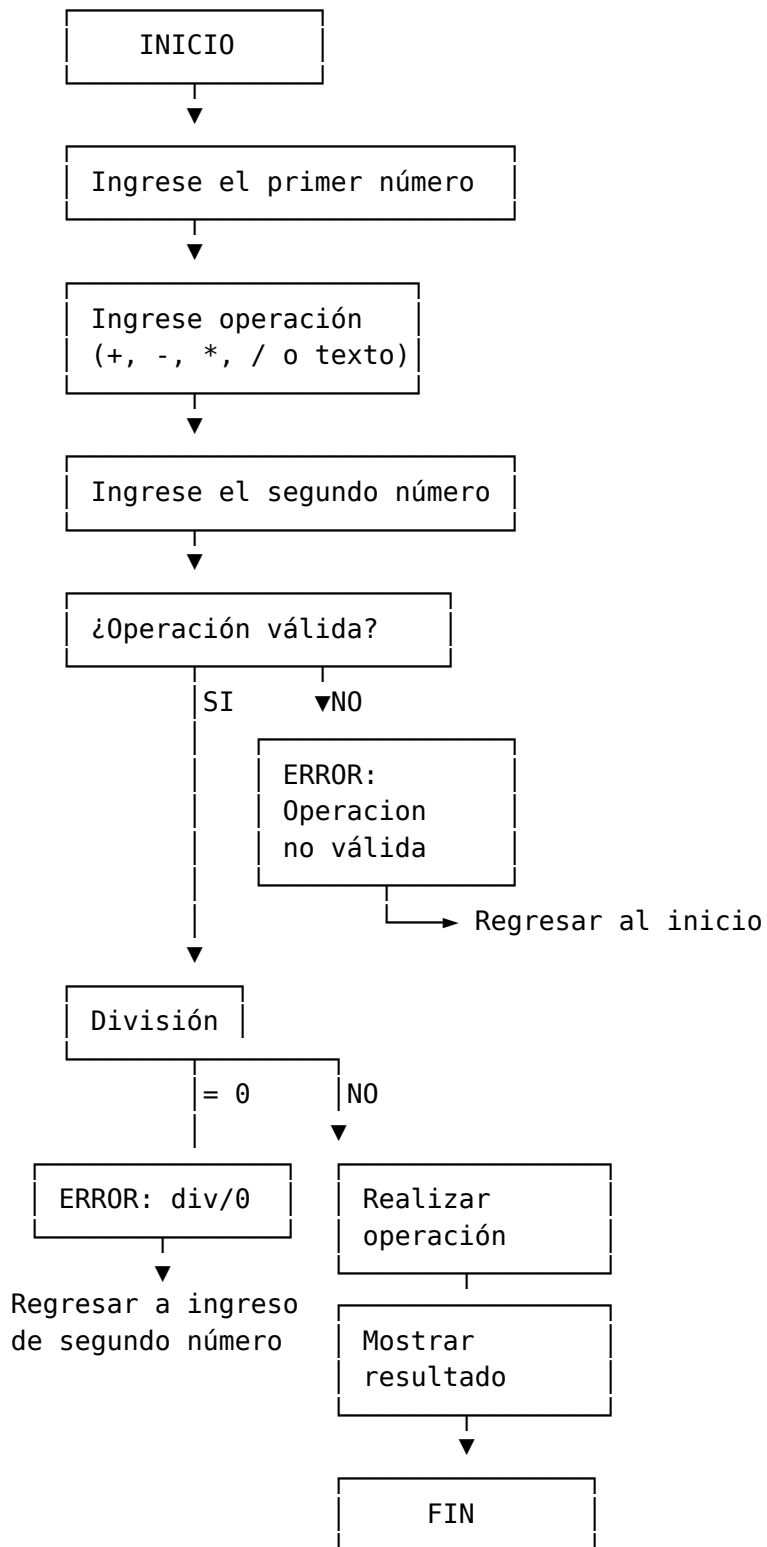 INICIO
Ingrese el primer número
Ingrese operación
(+, -, *, / o texto)
Ingrese el segundo número
¿Operación válida?
SI
NO
ERROR:
Operacion
no válida
Regresar al inicio
División
= 0
NO
ERROR: div/0
Realizar
operación
Regresar a ingreso
de segundo número
Mostrar
resultado
FIN